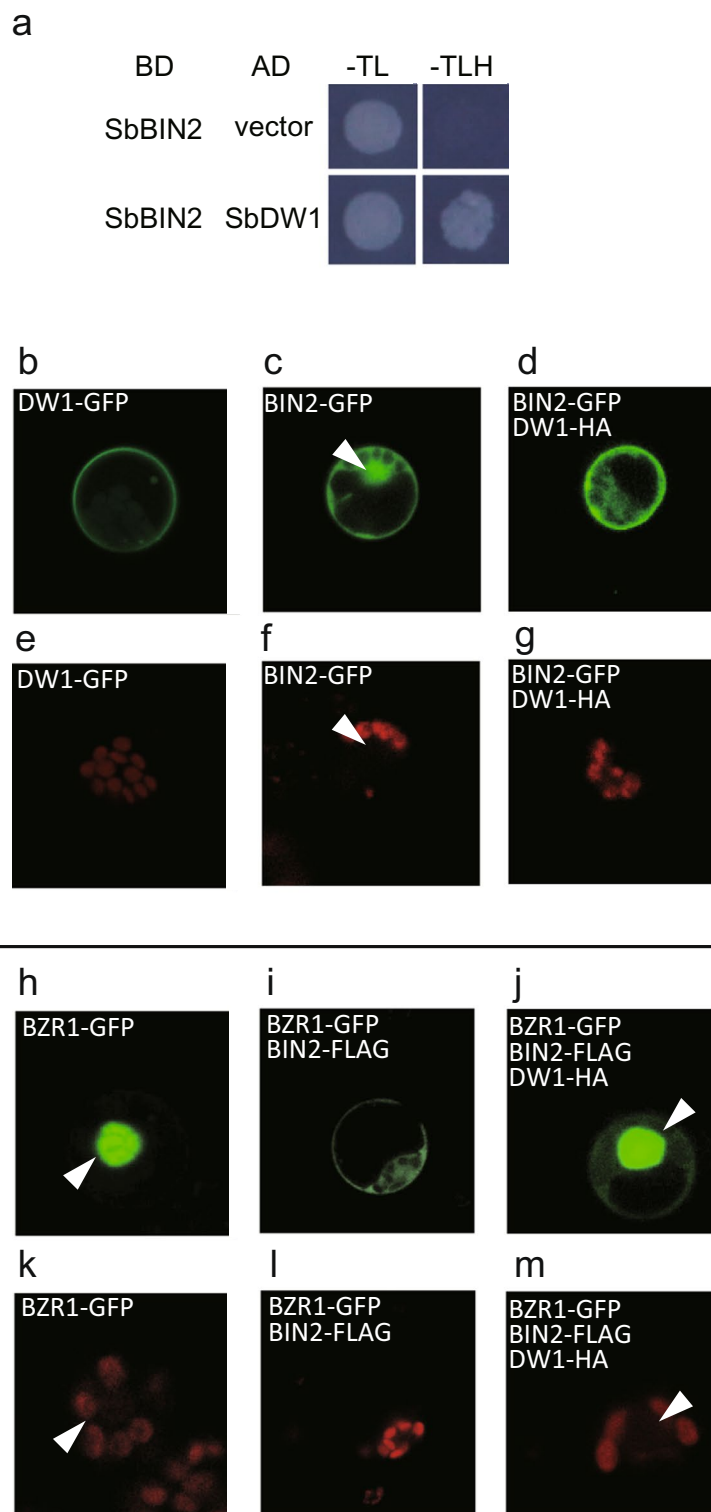 a
BD AD -TL -TLH
SbBIN2 vector
SbBIN2 SbDW1
b c d
DW1-GFP BIN2-GFP BIN2-GFP
DW1-HA
e f g
DW1-GFP BIN2-GFP BIN2-GFP
DW1-HA
h i j
BZR1-GFP BZR1-GFP BZR1-GFP
BIN2-FLAG BIN2-FLAG
DW1-HA
k l m
BZR1-GFP BZR1-GFP BZR1-GFP
BIN2-FLAG BIN2-FLAG
DW1-HA